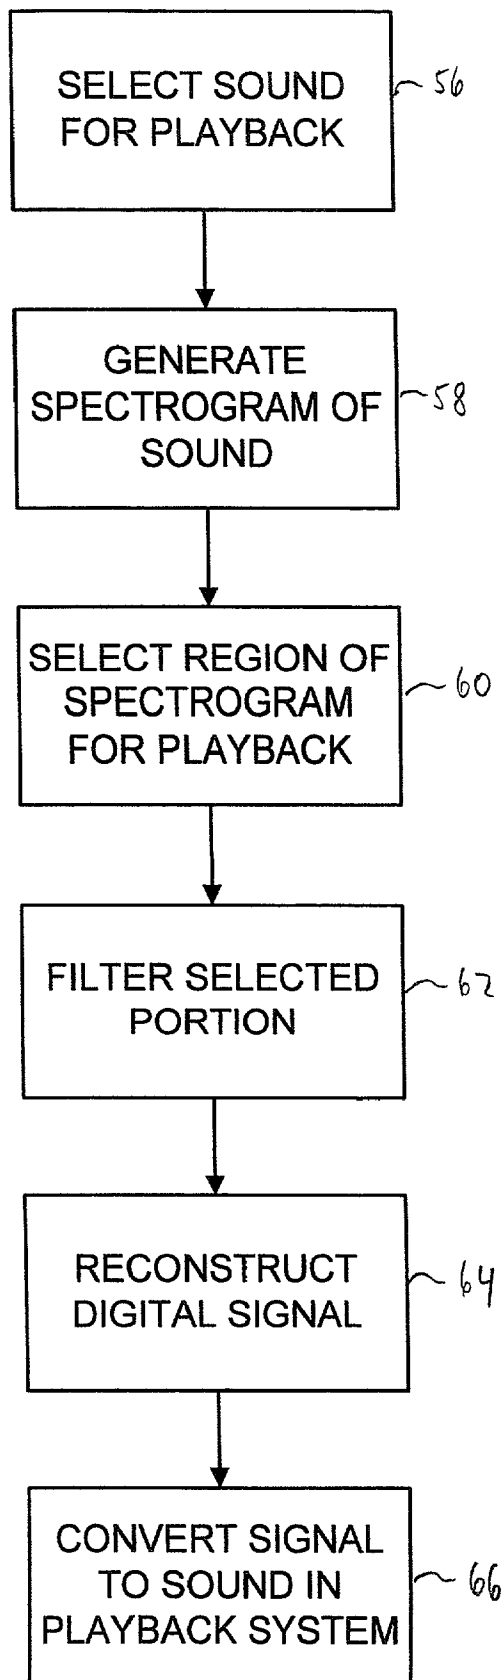 SELECT SOUND
FOR PLAYBACK
56
GENERATE
SPECTROGRAM OF
SOUND
58
SELECT REGION OF
SPECTROGRAM
FOR PLAYBACK
60
FILTER SELECTED
PORTION
62
RECONSTRUCT
DIGITAL SIGNAL
64
CONVERT SIGNAL
TO SOUND IN
PLAYBACK SYSTEM
66